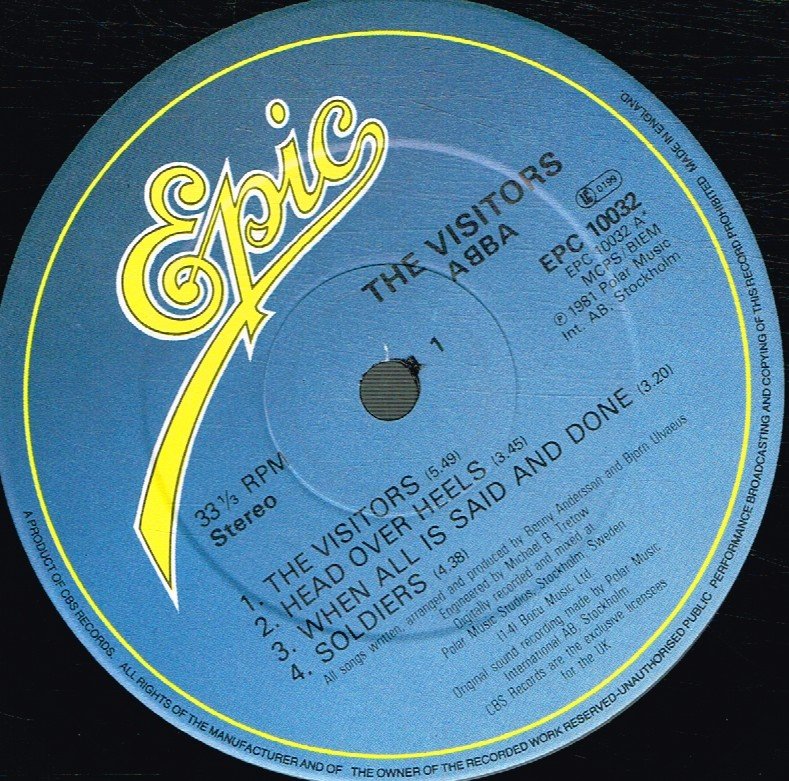 Epic
THE VISITORS
ABBA
LC 0199
EPC 10032
EPC 10032 A*
MCPS/BIEM
℗ 1981 Polar Music
Int. AB, Stockholm
1
33 ⅓ RPM
Stereo
1. THE VISITORS (5.49)
2. HEAD OVER HEELS (3.45)
3. WHEN ALL IS SAID AND DONE (3.20)
4. SOLDIERS (4.38)
All songs written, arranged and produced by Benny Andersson and Bjorn Ulvaeus
Engineered by Michael B. Tretow
Digitally recorded and mixed at
Polar Music Studios, Stockholm, Sweden
(1-4) Bocu Music Ltd.
Original sound recording made by Polar Music
International AB, Stockholm
CBS Records are the exclusive licensees
for the UK
A PRODUCT OF CBS RECORDS. ALL RIGHTS OF THE MANUFACTURER AND OF THE OWNER OF THE RECORDED WORK RESERVED-UNAUTHORISED PUBLIC PERFORMANCE BROADCASTING AND COPYING OF THIS RECORD PROHIBITED MADE IN ENGLAND.